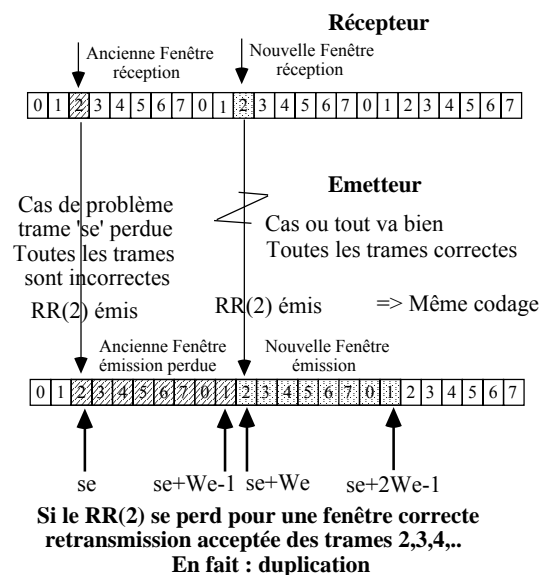 Récepteur
Ancienne Fenêtre
réception
Nouvelle Fenêtre
réception
0 1 2 3 4 5 6 7 0 1 2 3 4 5 6 7 0 1 2 3 4 5 6 7
Emetteur
Cas de problème
trame 'se' perdue
Toutes les trames
sont incorrectes
Cas ou tout va bien
Toutes les trames correctes
RR(2) émis
RR(2) émis
=> Même codage
Ancienne Fenêtre
émission perdue
Nouvelle Fenêtre
émission
0 1 2 3 4 5 6 7 0 1 2 3 4 5 6 7 0 1 2 3 4 5 6 7
se
se+We-1
se+We
se+2We-1
Si le RR(2) se perd pour une fenêtre correcte
retransmission acceptée des trames 2,3,4,..
En fait : duplication